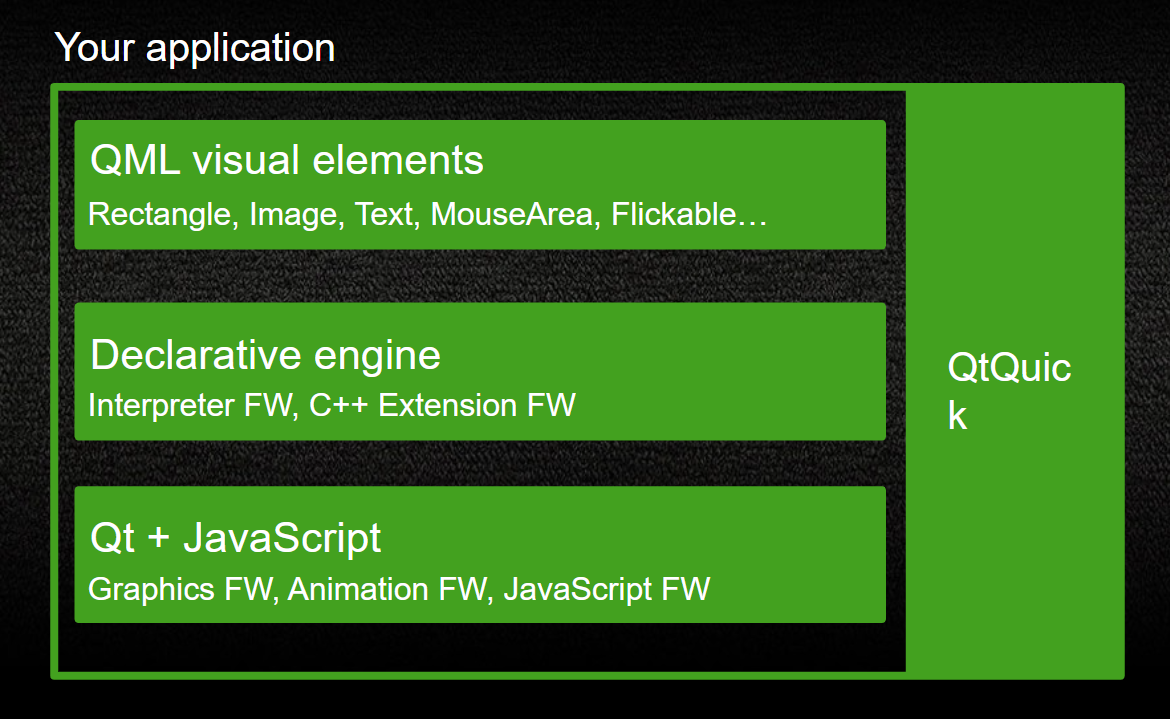 Your application
QML visual elements
Rectangle, Image, Text, MouseArea, Flickable…
Declarative engine
Interpreter FW, C++ Extension FW
Qt + JavaScript
Graphics FW, Animation FW, JavaScript FW
QtQuic
k